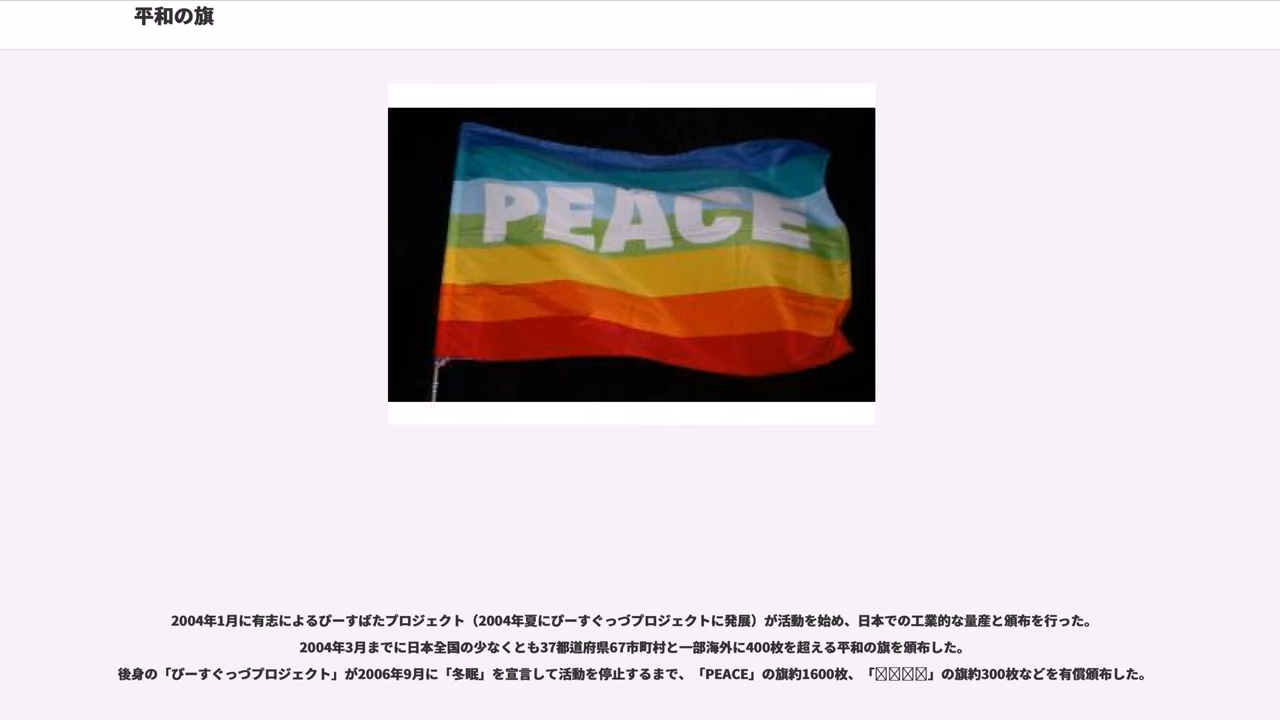 平和の旗
PEACE
2004年1月に有志によるぴーすばたプロジェクト（2004年夏にぴーすぐっづプロジェクトに発展）が活動を始め、日本での工業的な量産と頒布を行った。
2004年3月までに日本全国の少なくとも37都道府県67市町村と一部海外に400枚を超える平和の旗を頒布した。
後身の「ぴーすぐっづプロジェクト」が2006年9月に「冬眠」を宣言して活動を停止するまで、「PEACE」の旗約1600枚、「」の旗約300枚などを有償頒布した。